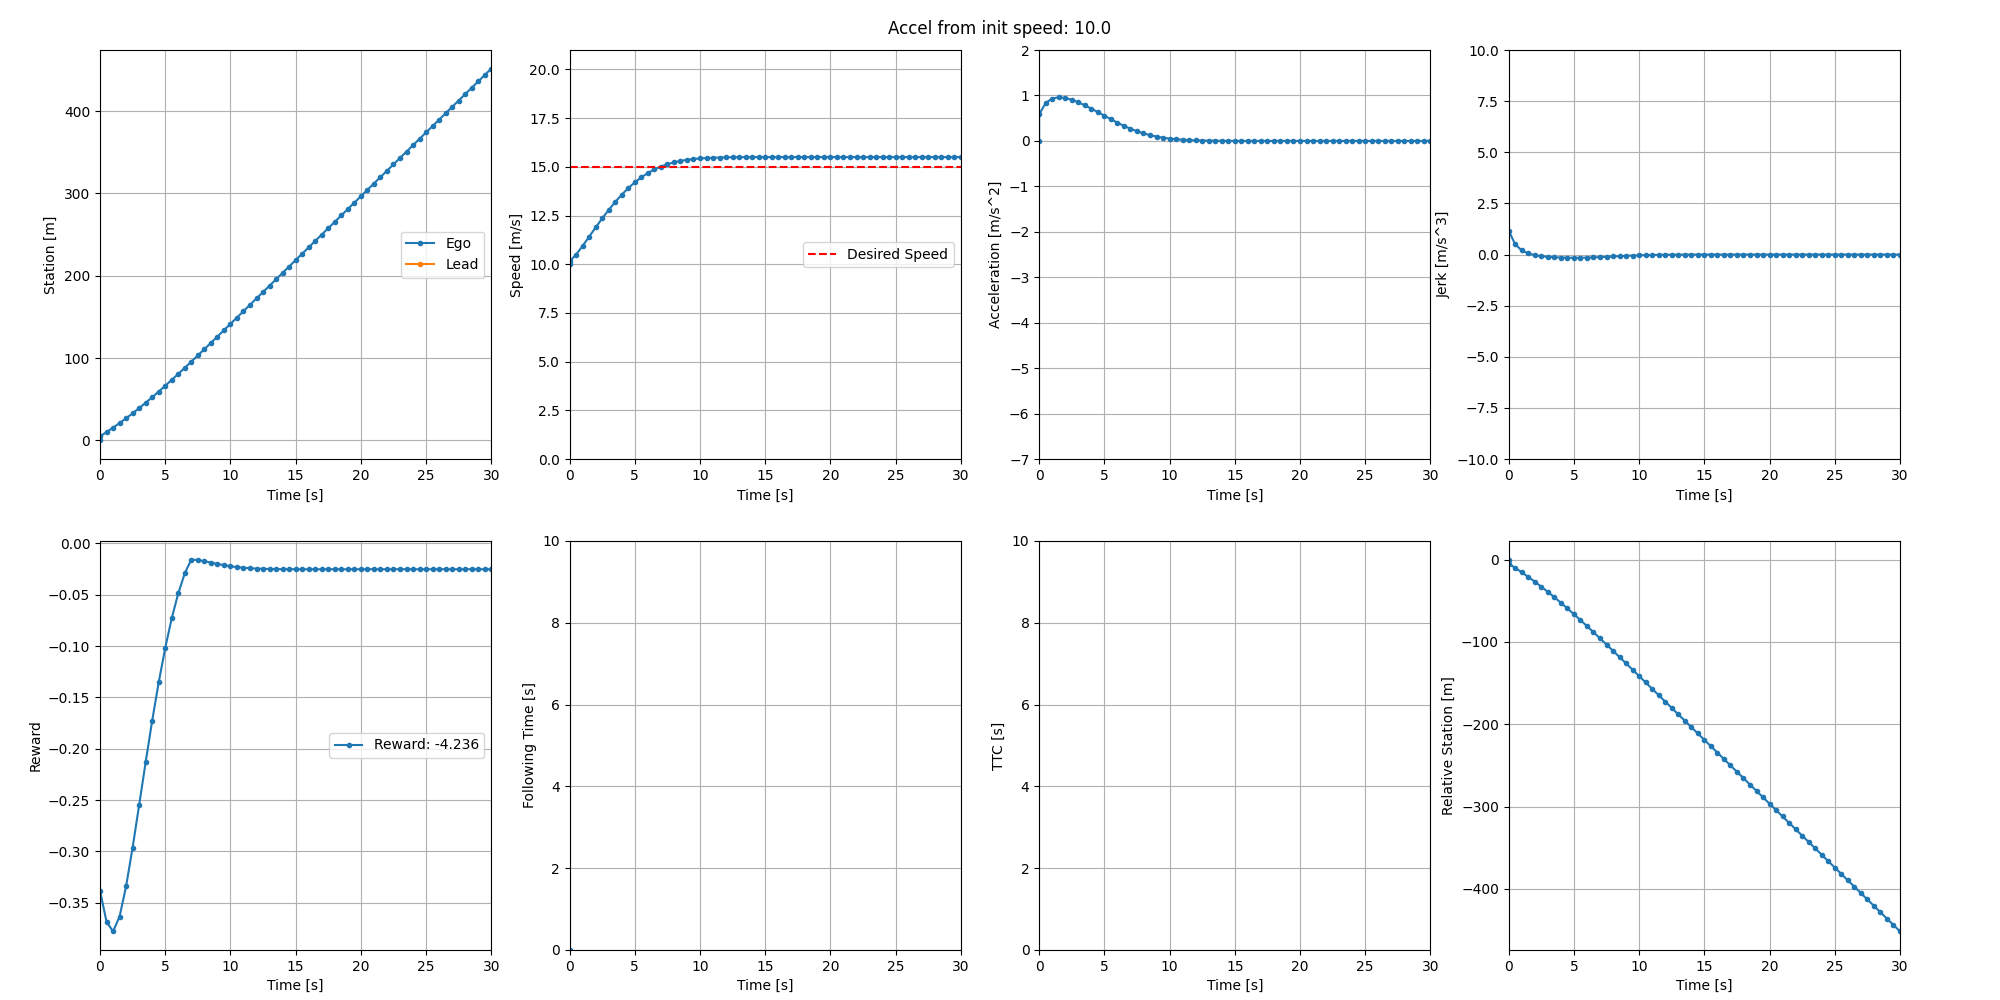 Accel from init speed: 10.0
Station [m]
400
300
200
100
0
Ego
Lead
0 5 10 15 20 25 30
Time [s]
Speed [m/s]
20.0
17.5
15.0
12.5
10.0
7.5
5.0
2.5
0.0
Desired Speed
0 5 10 15 20 25 30
Time [s]
Acceleration [m/s^2]
2
1
0
−1
−2
−3
−4
−5
−6
−7
0 5 10 15 20 25 30
Time [s]
Jerk [m/s^3]
10.0
7.5
5.0
2.5
0.0
−2.5
−5.0
−7.5
−10.0
0 5 10 15 20 25 30
Time [s]
Reward
0.00
−0.05
−0.10
−0.15
−0.20
−0.25
−0.30
−0.35
Reward: -4.236
0 5 10 15 20 25 30
Time [s]
Following Time [s]
10
8
6
4
2
0
0 5 10 15 20 25 30
Time [s]
TTC [s]
10
8
6
4
2
0
0 5 10 15 20 25 30
Time [s]
Relative Station [m]
0
−100
−200
−300
−400
0 5 10 15 20 25 30
Time [s]